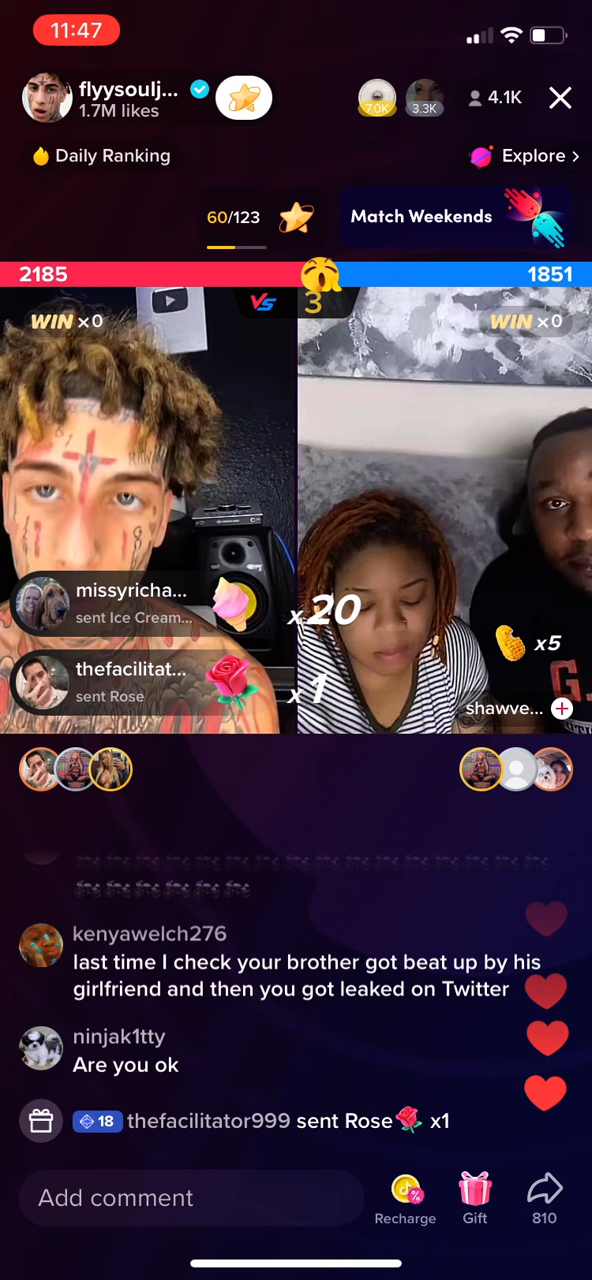 11:47
flyysoulj...
1.7M likes
7.0K
3.3K
4.1K
Daily Ranking
Explore >
60/123
Match Weekends
2185
1851
VS
3
WIN x0
WIN x0
missyricha...
sent Ice Cream...
x20
x5
thefacilitat...
sent Rose
x1
shawve...
kenyawelch276
last time I check your brother got beat up by his
girlfriend and then you got leaked on Twitter
ninjak1tty
Are you ok
18 thefacilitator999 sent Rose🌹 x1
Add comment
Recharge
Gift
810